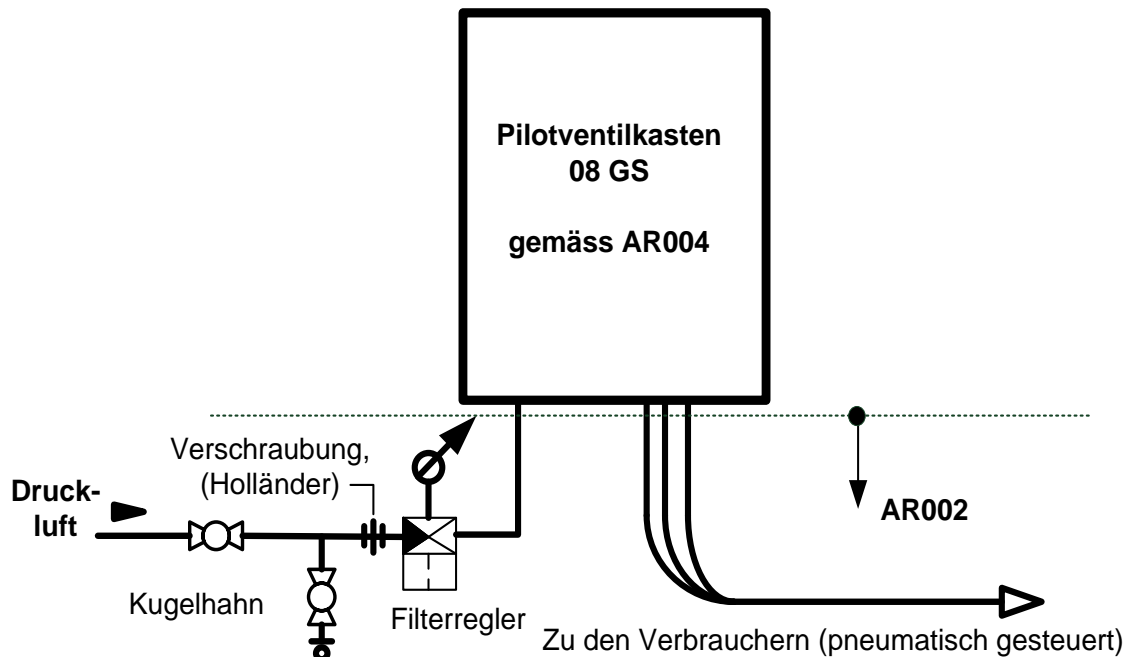 Pilotventilkasten
08 GS
gemäss AR004
Verschraubung,
(Holländer)
Druck-
luft
AR002
Kugelhahn
Filterregler
Zu den Verbrauchern (pneumatisch gesteuert)